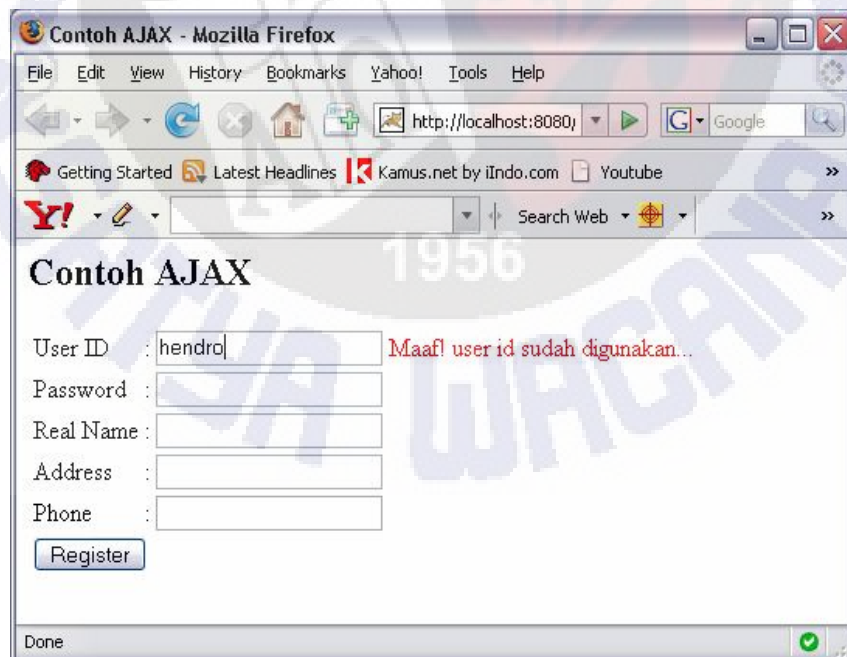 Contoh AJAX - Mozilla Firefox
File Edit View History Bookmarks Yahoo! Tools Help
http://localhost:8080/ G Google
Getting Started Latest Headlines Kamus.net by iIndo.com Youtube »
Y! Search Web »
1956
Contoh AJAX
User ID : hendro Maaf! user id sudah digunakan...
Password :
Real Name :
Address :
Phone :
Register
WACANA
Done